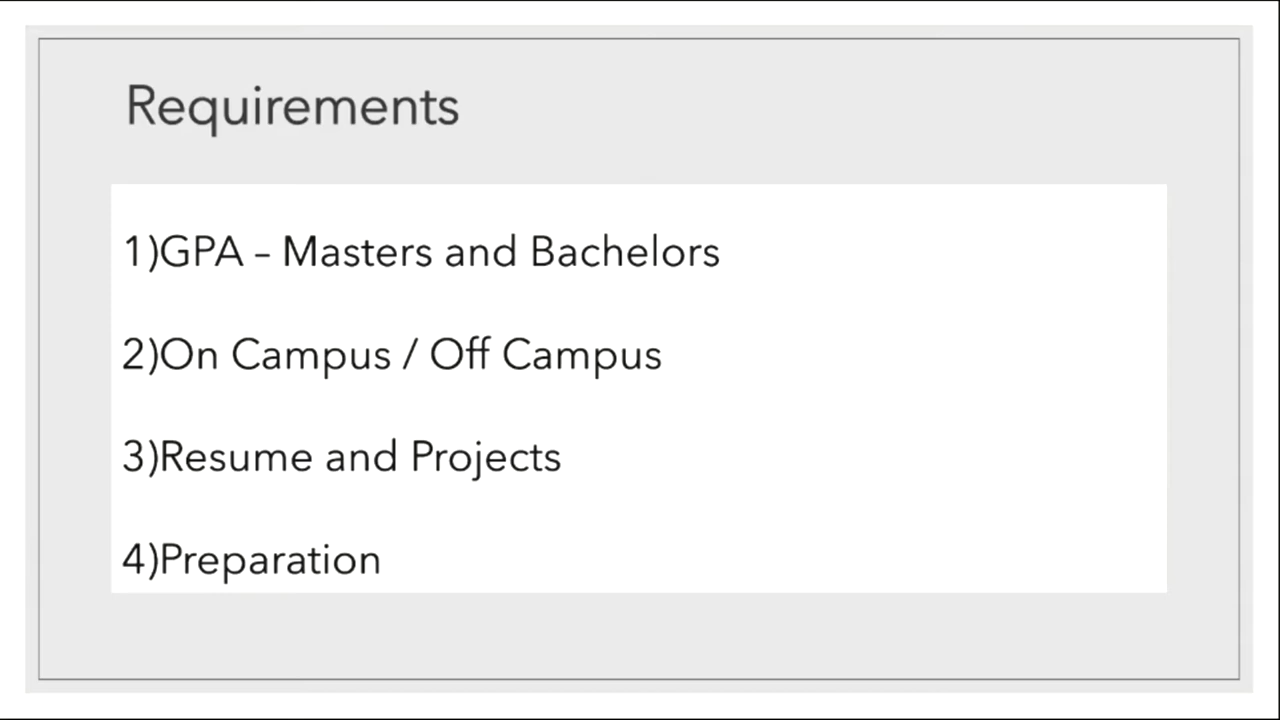 Requirements
1)GPA – Masters and Bachelors
2)On Campus / Off Campus
3)Resume and Projects
4)Preparation